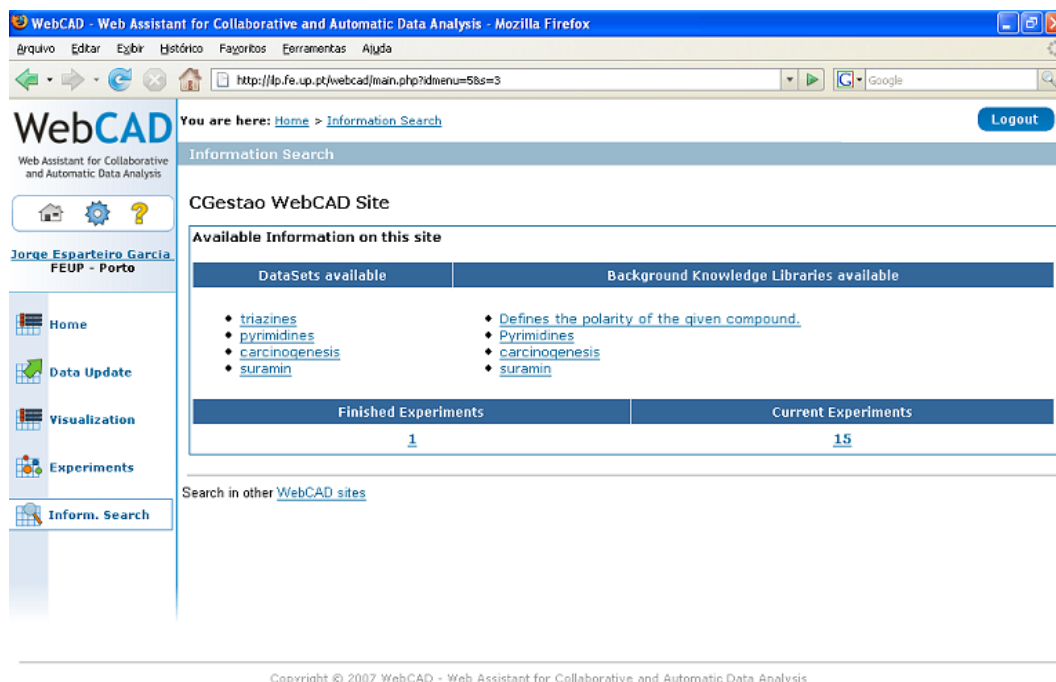 WebCAD - Web Assistant for Collaborative and Automatic Data Analysis - Mozilla Firefox
Arquivo Editar Exibir Histórico Favoritos Ferramentas Ajuda
http://ilp.fe.up.pt/webcad/main.php?idmenu=5&s=3
G Google
WebCAD
Web Assistant for Collaborative
and Automatic Data Analysis
You are here: Home > Information Search
Logout
Information Search
Jorge Esparteiro Garcia
FEUP - Porto
Home
Data Update
Visualization
Experiments
Inform. Search
CGestao WebCAD Site
Available Information on this site
DataSets available Background Knowledge Libraries available
• triazines • Defines the polarity of the given compound.
• pyrimidines • Pyrimidines
• carcinogenesis • carcinogenesis
• suramin • suramin
Finished Experiments Current Experiments
1 15
Search in other WebCAD sites
Copyright © 2007 WebCAD - Web Assistant for Collaborative and Automatic Data Analysis